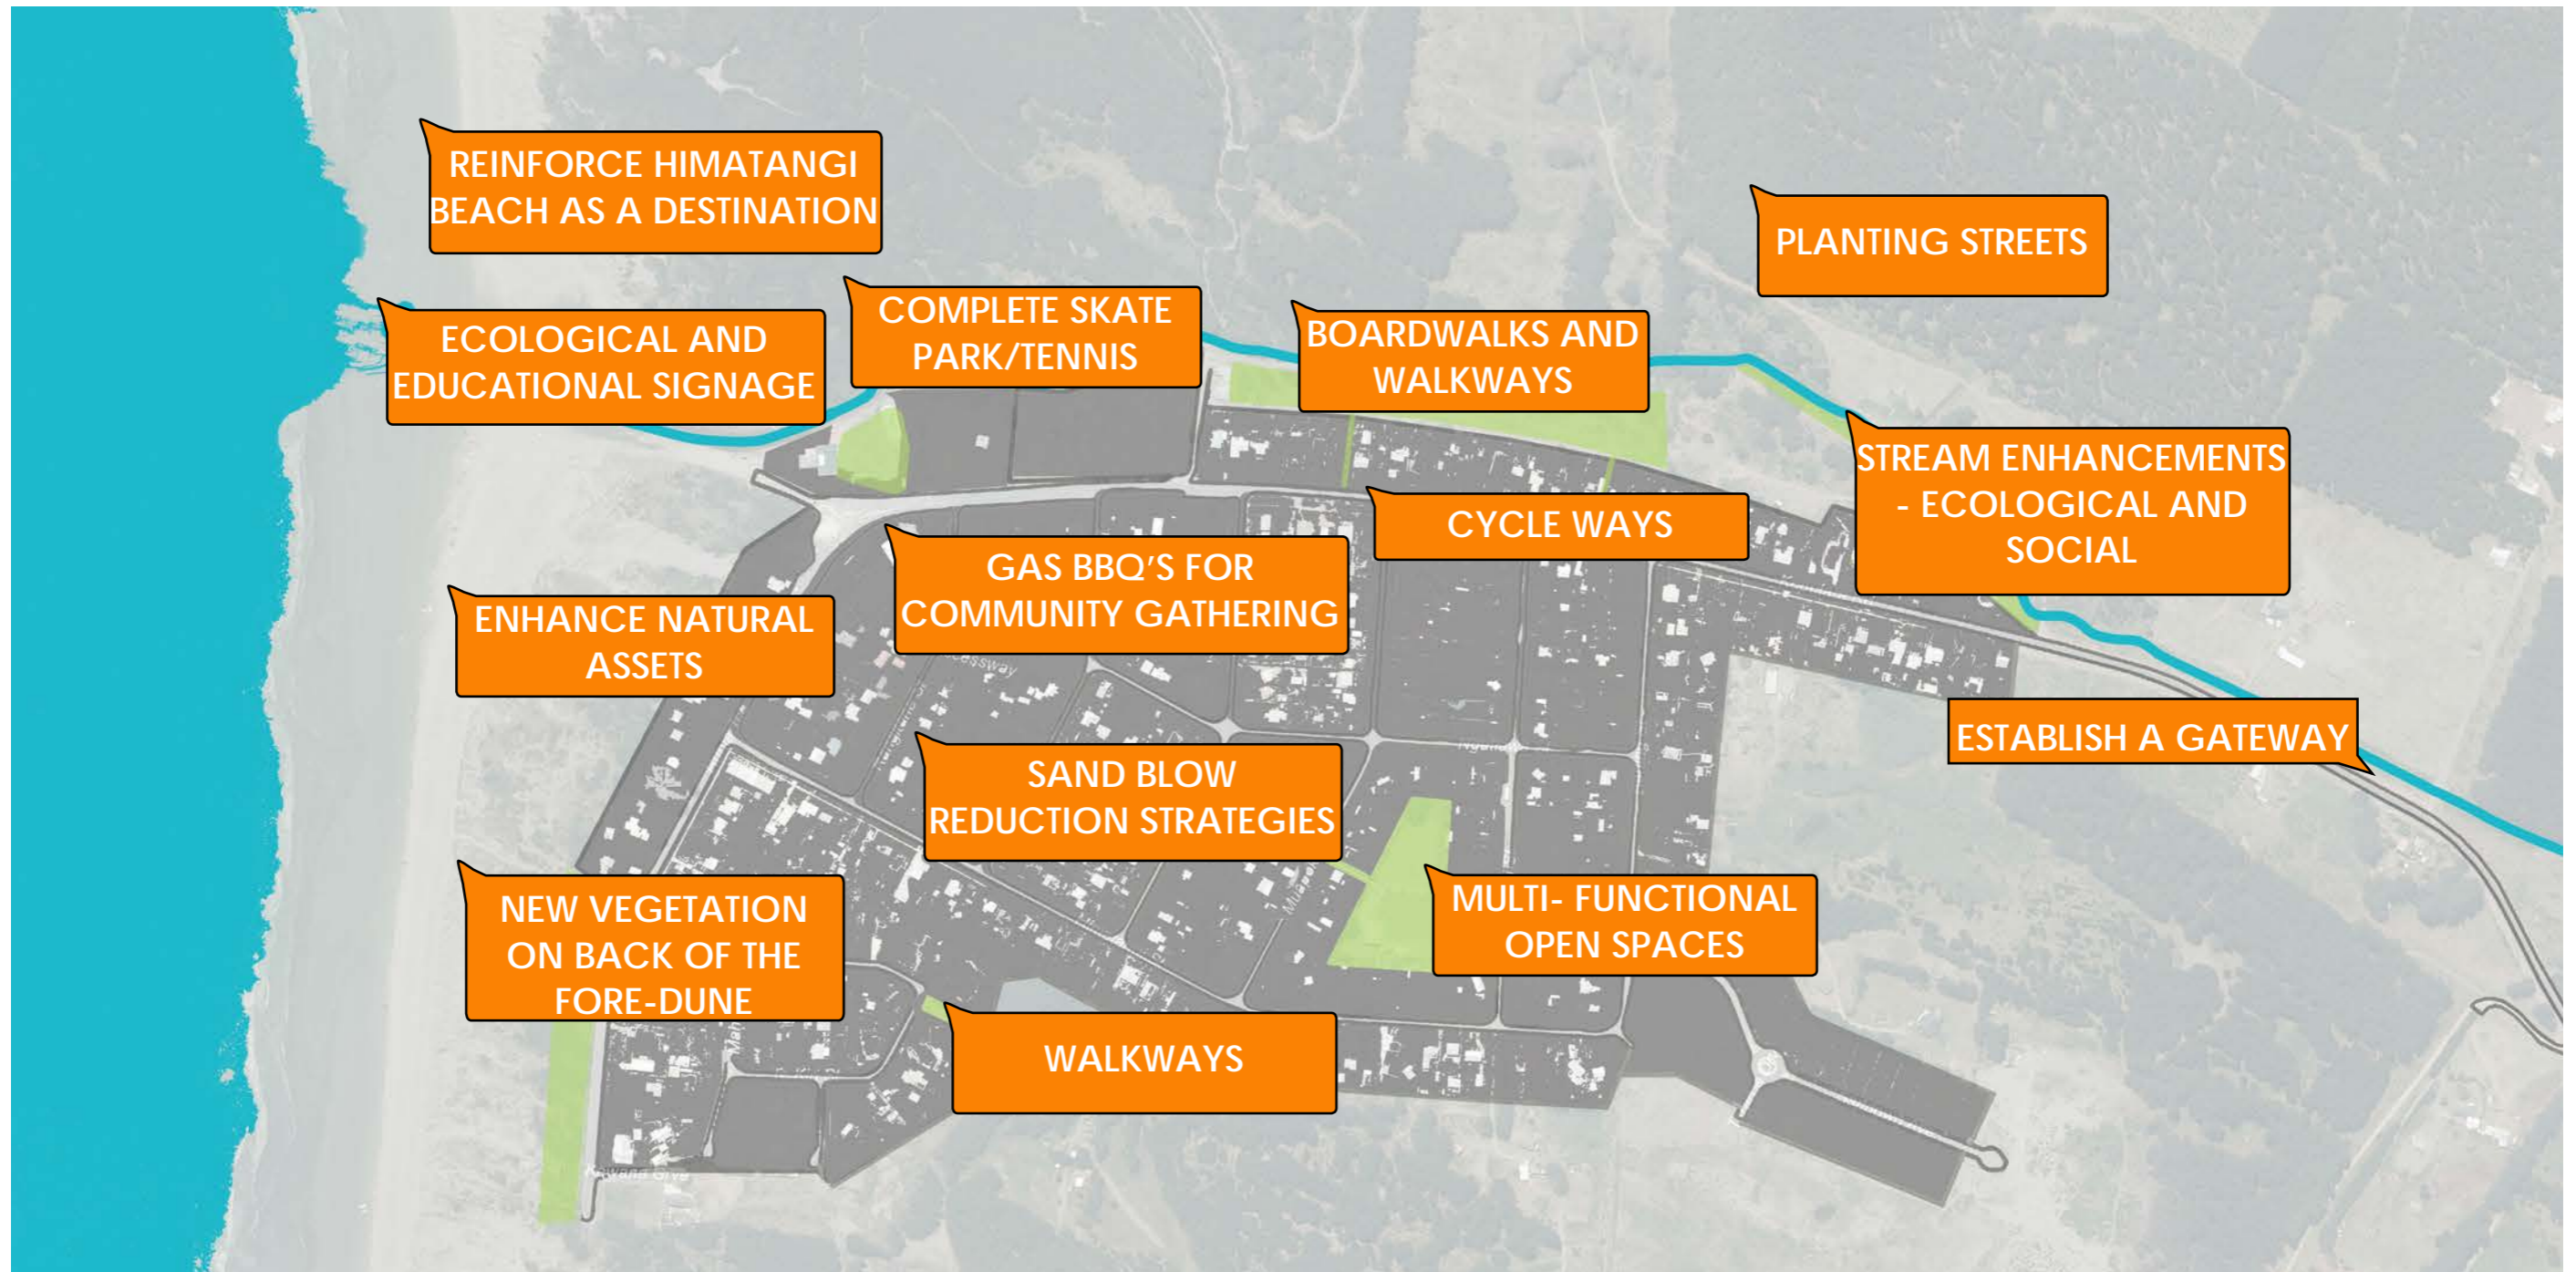 REINFORCE HIMATANGI
BEACH AS A DESTINATION
PLANTING STREETS
COMPLETE SKATE
PARK/TENNIS
ECOLOGICAL AND
EDUCATIONAL SIGNAGE
BOARDWALKS AND
WALKWAYS
STREAM ENHANCEMENTS
- ECOLOGICAL AND
SOCIAL
CYCLE WAYS
GAS BBQ'S FOR
COMMUNITY GATHERING
ENHANCE NATURAL
ASSETS
ESTABLISH A GATEWAY
SAND BLOW
REDUCTION STRATEGIES
NEW VEGETATION
ON BACK OF THE
FORE-DUNE
MULTI- FUNCTIONAL
OPEN SPACES
WALKWAYS